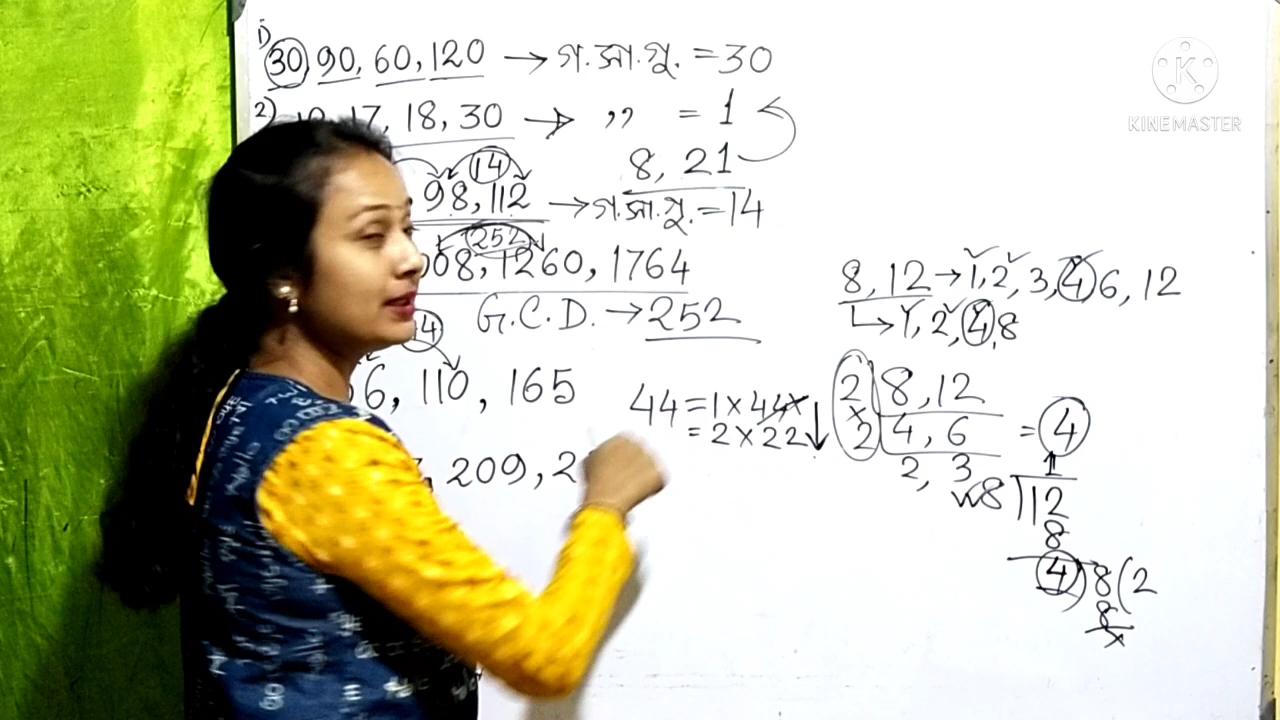 1) 30, 90, 60, 120 → গ.সা.গু. = 30
2) 17, 18, 30 → ,, = 1
8, 21
98, 112 → গ.সা.গু. = 14
14
08, 1260, 1764
252
G.C.D. → 252
110, 165
209,
44 = 1 × 44 ×
= 2 × 22
8, 12 → 1, 2, 3, 4, 6, 12
→ 1, 2, 4, 8
2 8, 12
×
2 4, 6 = 4
2, 3
1
8 12
8
4 ) 8 ( 2
8
×
KINEMASTER